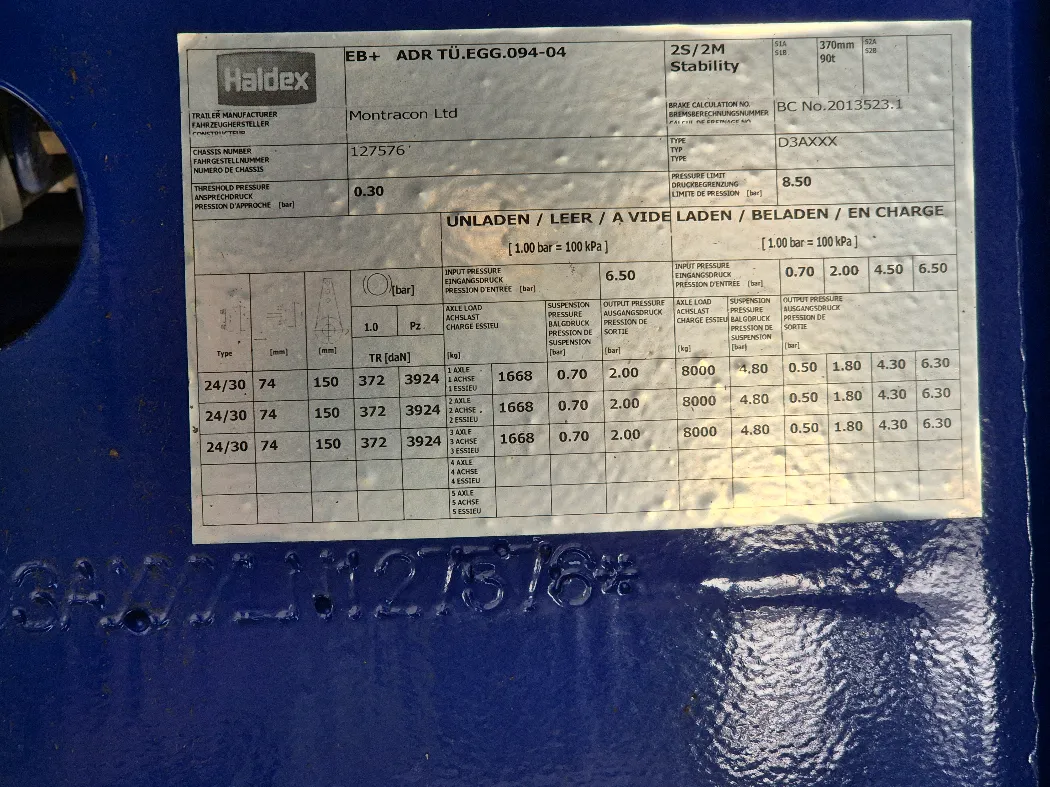 Haldex
EB+ ADR TÜ.EGG.094-04
2S/2M
Stability
S1A
S1B
370mm
90t
S2A
S2B
TRAILER MANUFACTURER
FAHRZEUGHERSTELLER
CONSTRUCTEUR
Montracon Ltd
BRAKE CALCULATION NO.
BREMSBERECHNUNGSNUMMER
CALCUL DE FREINAGE NO.
BC No.2013523.1
CHASSIS NUMBER
FAHRGESTELLNUMMER
NUMERO DE CHASSIS
127576
TYPE
TYP
TYPE
D3AXXX
THRESHOLD PRESSURE
ANSPRECHDRUCK
PRESSION D'APPROCHE [bar]
0.30
PRESSURE LIMIT
DRUCKBEGRENZUNG
LIMITE DE PRESSION [bar]
8.50
UNLADEN / LEER / A VIDE
[ 1.00 bar = 100 kPa ]
LADEN / BELADEN / EN CHARGE
[ 1.00 bar = 100 kPa ]
INPUT PRESSURE
EINGANGSDRUCK
PRESSION D'ENTRÉE [bar]
6.50
INPUT PRESSURE
EINGANGSDRUCK
PRESSION D'ENTRÉE [bar]
0.70 2.00 4.50 6.50
Type
[mm]
[mm]
[bar]
1.0 Pz
TR [daN]
AXLE LOAD
ACHSLAST
CHARGE ESSIEU
[kg]
SUSPENSION
PRESSURE
BALGDRUCK
PRESSION DE
SUSPENSION
[bar]
OUTPUT PRESSURE
AUSGANGSDRUCK
PRESSION DE
SORTIE
[bar]
AXLE LOAD
ACHSLAST
CHARGE ESSIEU
[kg]
SUSPENSION
PRESSURE
BALGDRUCK
PRESSION DE
SUSPENSION
[bar]
OUTPUT PRESSURE
AUSGANGSDRUCK
PRESSION DE
SORTIE
[bar]
24/30 74 150 372 3924
1 AXLE
1 ACHSE
1 ESSIEU
1668 0.70 2.00 8000 4.80 0.50 1.80 4.30 6.30
24/30 74 150 372 3924
2 AXLE
2 ACHSE
2 ESSIEU
1668 0.70 2.00 8000 4.80 0.50 1.80 4.30 6.30
24/30 74 150 372 3924
3 AXLE
3 ACHSE
3 ESSIEU
1668 0.70 2.00 8000 4.80 0.50 1.80 4.30 6.30
4 AXLE
4 ACHSE
4 ESSIEU
5 AXLE
5 ACHSE
5 ESSIEU